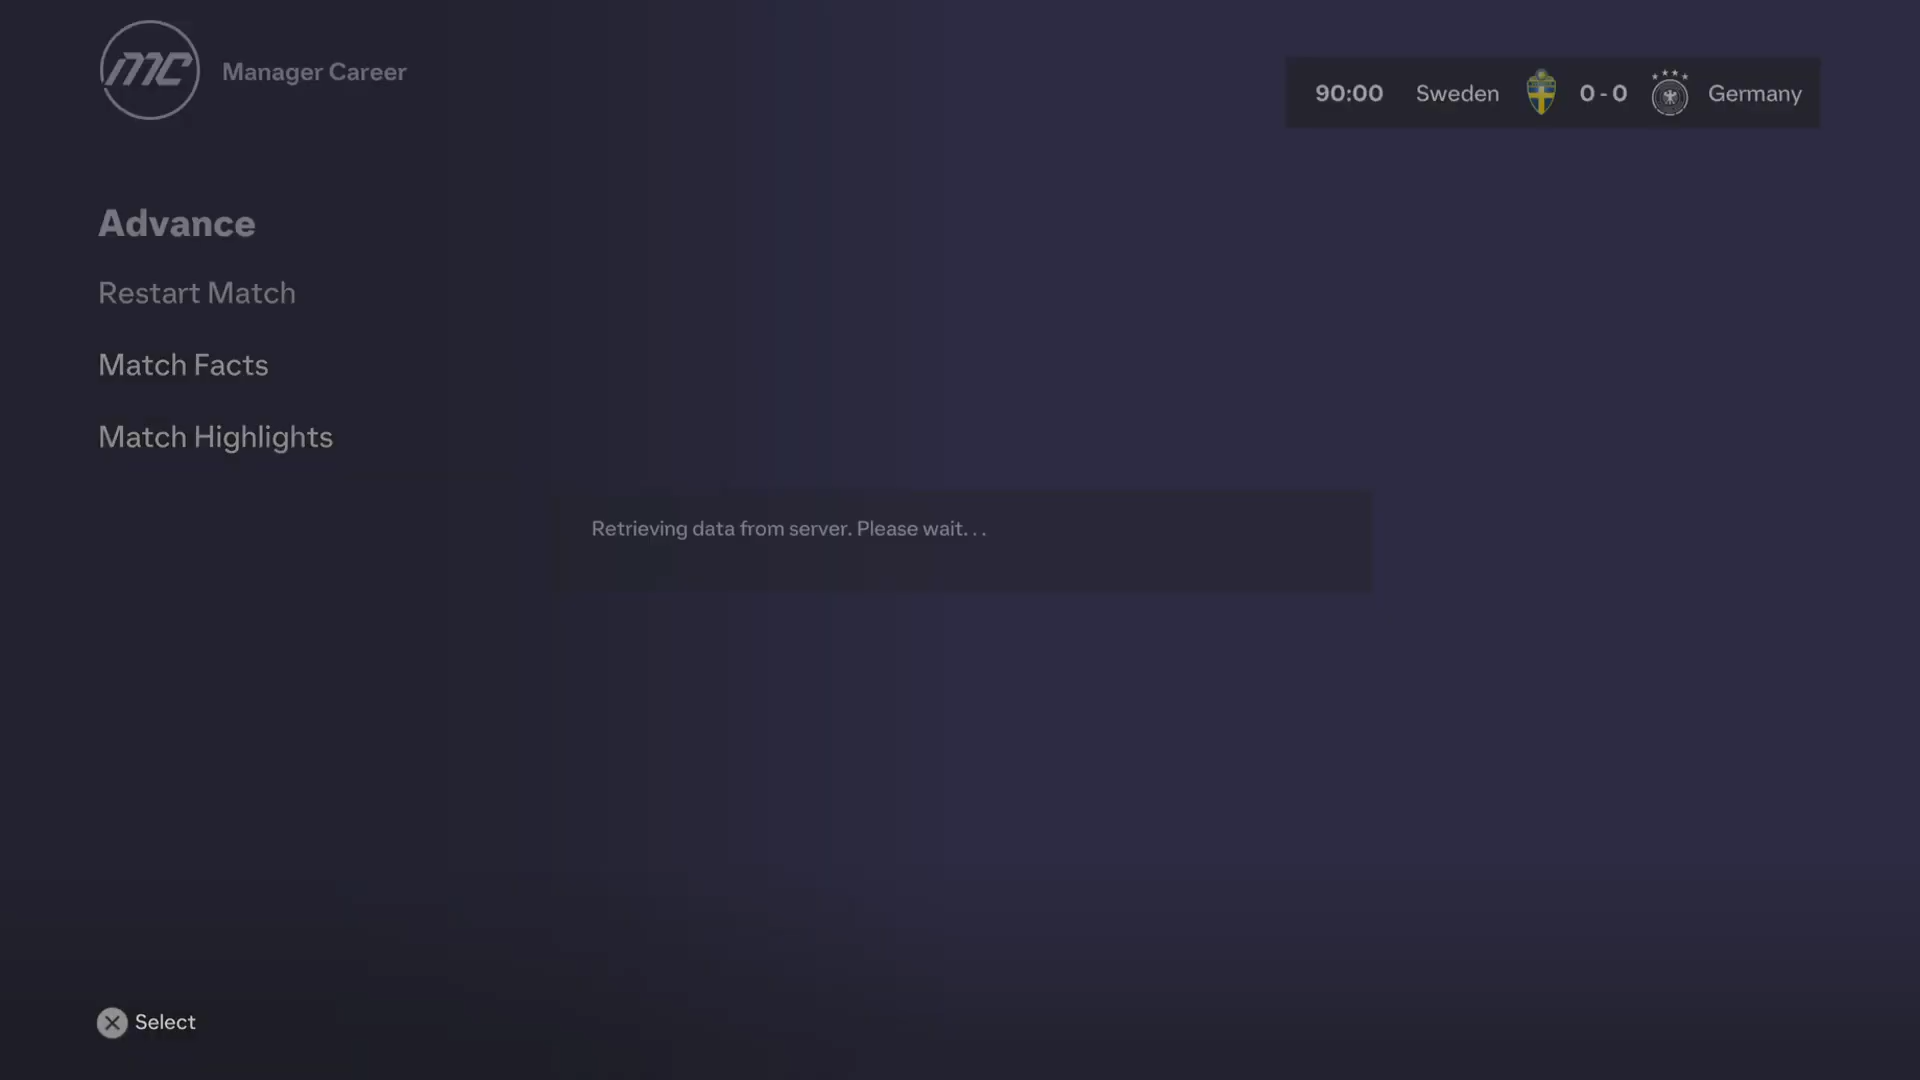 MC Manager Career
90:00 Sweden 0 - 0 Germany
Advance
Restart Match
Match Facts
Match Highlights
Retrieving data from server. Please wait. . .
Select